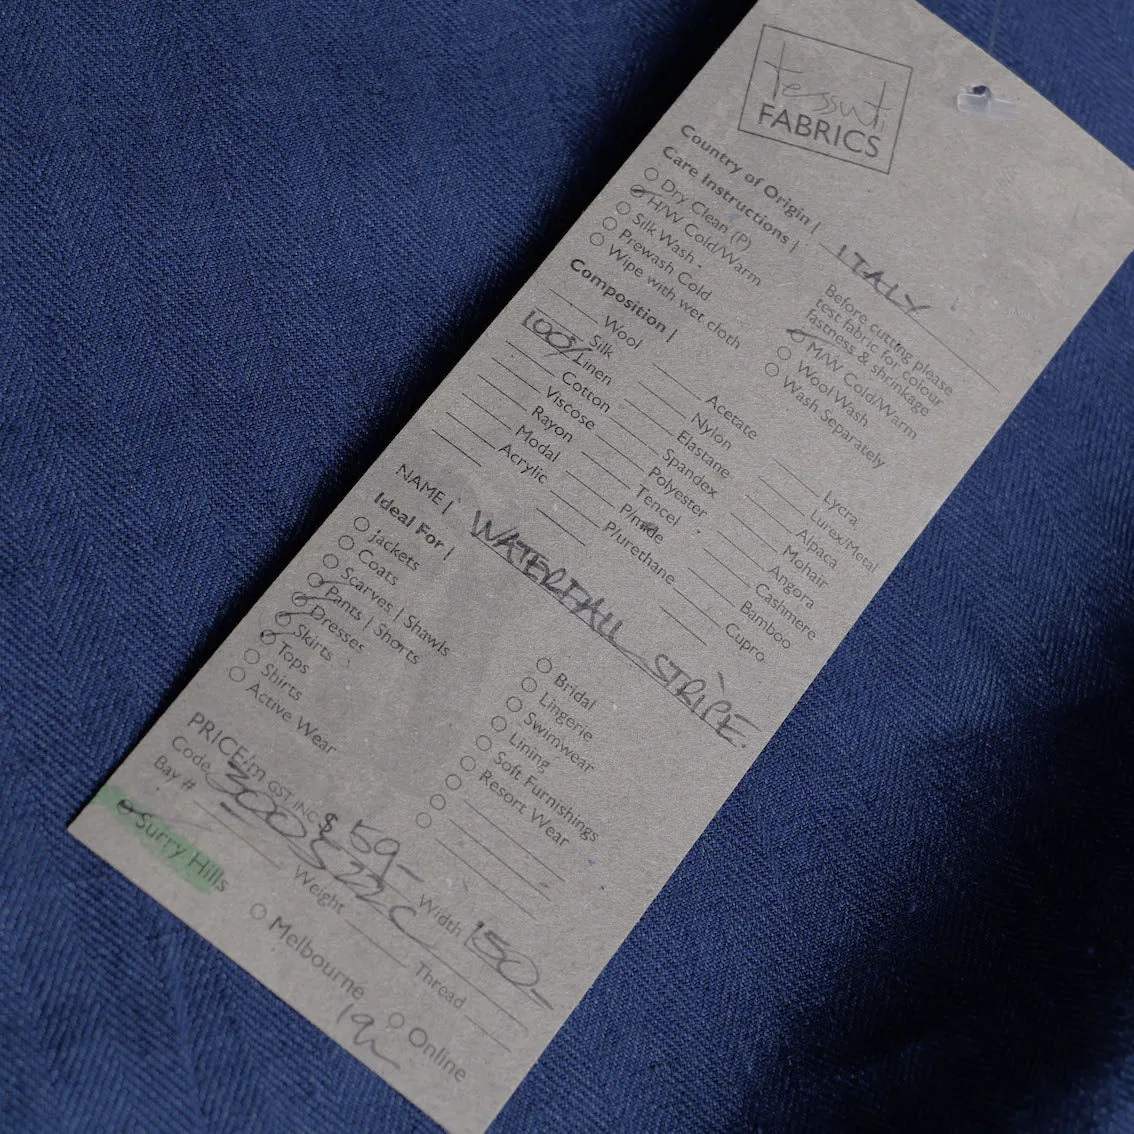 tessuti
FABRICS
Country of Origin | ITALY
Care Instructions |
Before cutting please
test fabric for colour
fastness & shrinkage
Dry Clean (P)
H/W Cold/Warm
Silk Wash
Prewash Cold
Wipe with wet cloth
M/W Cold/Warm
Wool Wash
Wash Separately
Composition |
Wool
Silk
100% Linen
Cotton
Viscose
Rayon
Modal
Acrylic
Acetate
Nylon
Elastane
Spandex
Polyester
Tencel
P/mide
P/urethane
Lycra
Lurex/Metal
Alpaca
Mohair
Angora
Cashmere
Bamboo
Cupro
NAME | WATERFALL STRIPE.
Ideal For |
Jackets
Coats
Scarves | Shawls
Pants | Shorts
Dresses
Skirts
Tops
Shirts
Active Wear
Bridal
Lingerie
Swimwear
Lining
Soft Furnishings
Resort Wear
PRICE/m GST INC $ 59- Width 150-
Code 300522C Thread
Bay # Weight
Surry Hills Melbourne Online